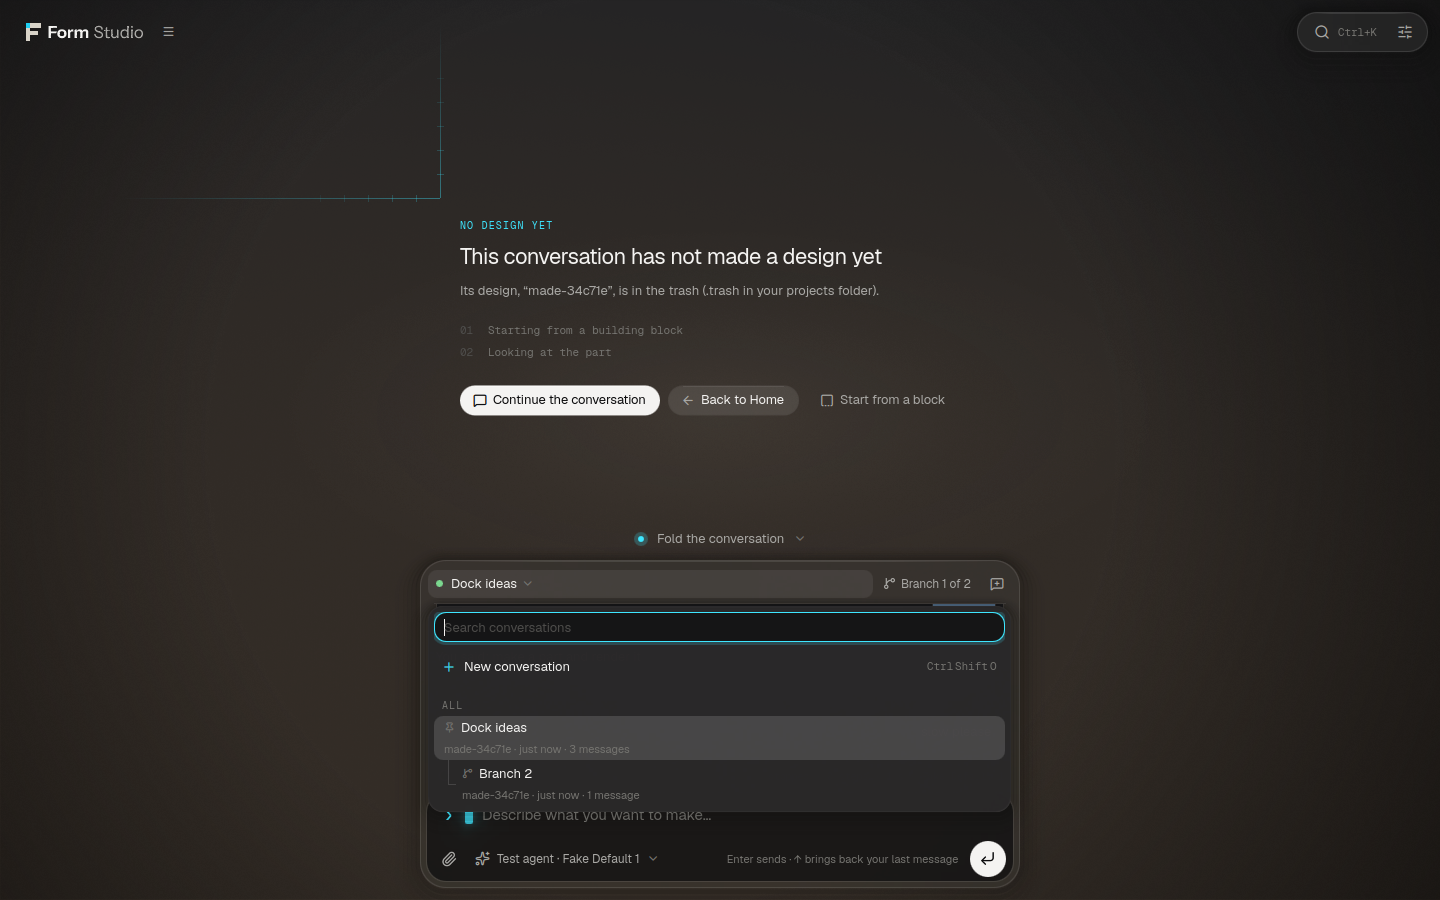 Form Studio
Ctrl+K
NO DESIGN YET
This conversation has not made a design yet
Its design, “made-34c71e”, is in the trash (.trash in your projects folder).
01 Starting from a building block
02 Looking at the part
Continue the conversation
Back to Home
Start from a block
Fold the conversation
Dock ideas
Branch 1 of 2
Search conversations
New conversation
Ctrl Shift O
ALL
Dock ideas
made-34c71e · just now · 3 messages
Branch 2
made-34c71e · just now · 1 message
Describe what you want to make...
Test agent · Fake Default 1
Enter sends · ↑ brings back your last message